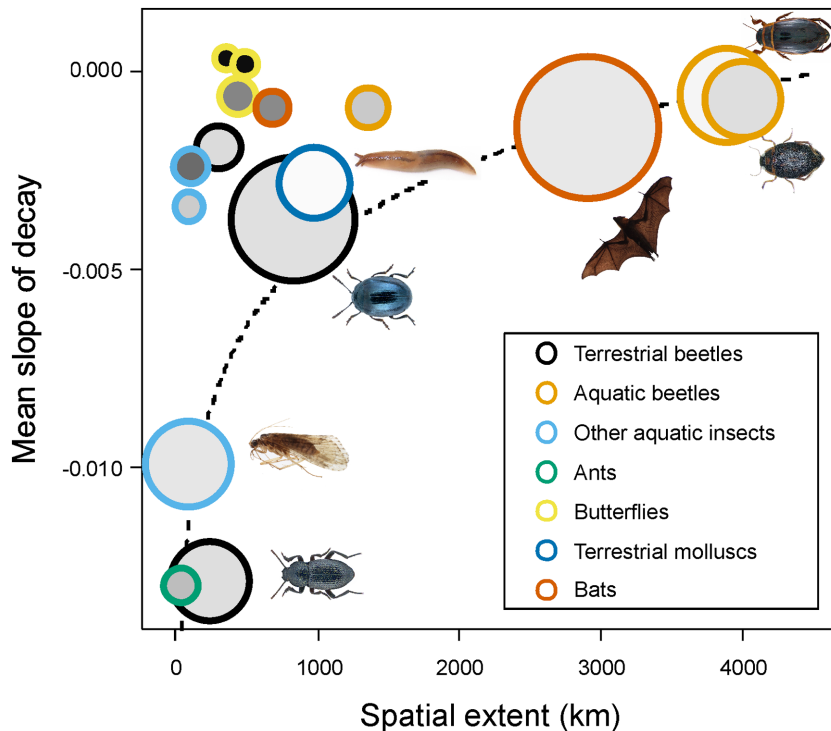 0.000
-0.005
-0.010
Mean slope of decay
Terrestrial beetles
Aquatic beetles
Other aquatic insects
Ants
Butterflies
Terrestrial molluscs
Bats
0
1000
2000
3000
4000
Spatial extent (km)